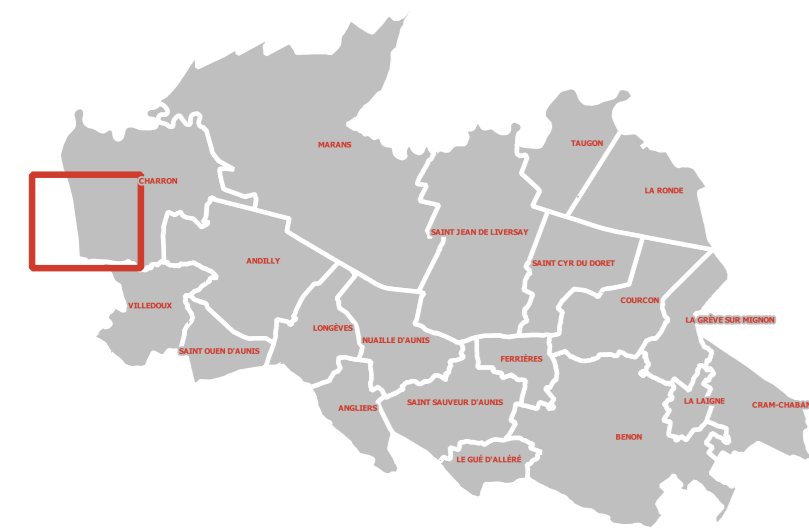 TAUGON
MARANS
CHARRON
LA RONDE
SAINT JEAN DE LIVERSAY
ANDILLY
SAINT CYR DU DORET
COURCON
VILLEDOUX
LA GRÈVE SUR MIGNON
LONGÈVES
NUAILLE D'AUNIS
SAINT OUEN D'AUNIS
FERRIÈRES
LA LAIGNE
SAINT SAUVEUR D'AUNIS
CRAM-CHABAN
ANGLIERS
BENON
LE GUÉ D'ALLÉRÉ